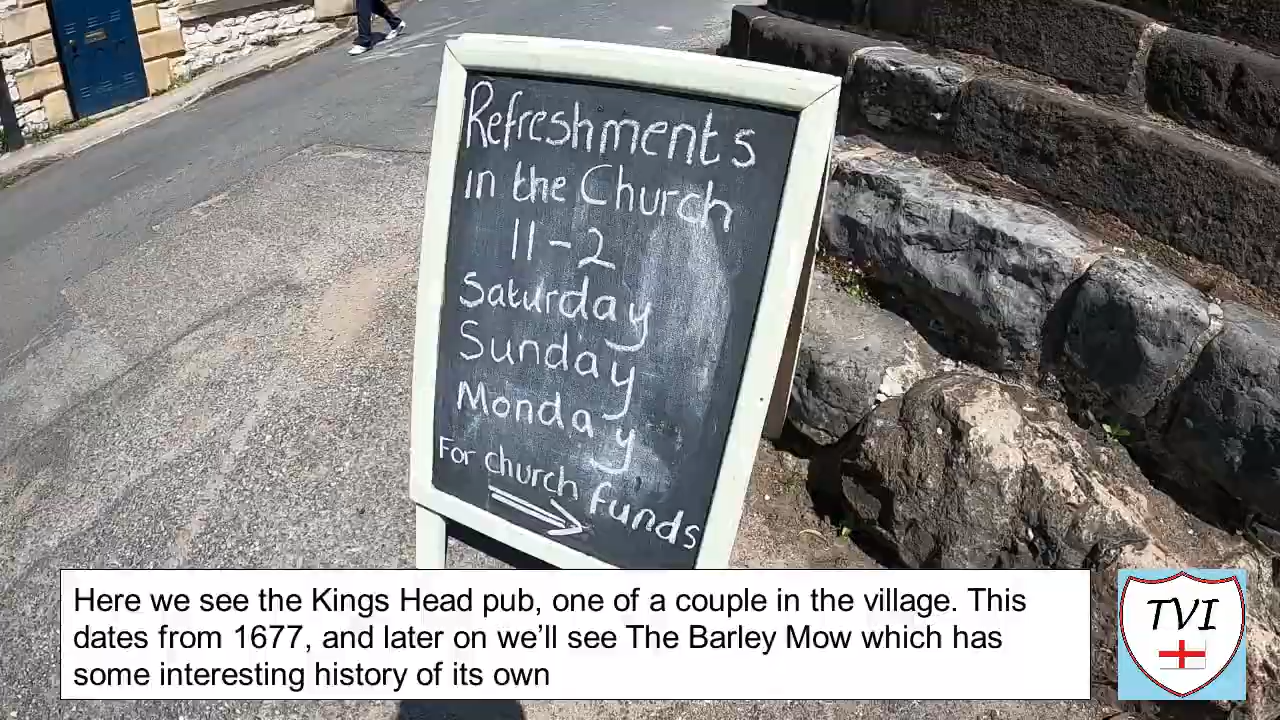 Refreshments
in the Church
11-2
Saturday
Sunday
Monday
For church funds
Here we see the Kings Head pub, one of a couple in the village. This
dates from 1677, and later on we'll see The Barley Mow which has
some interesting history of its own
TVI